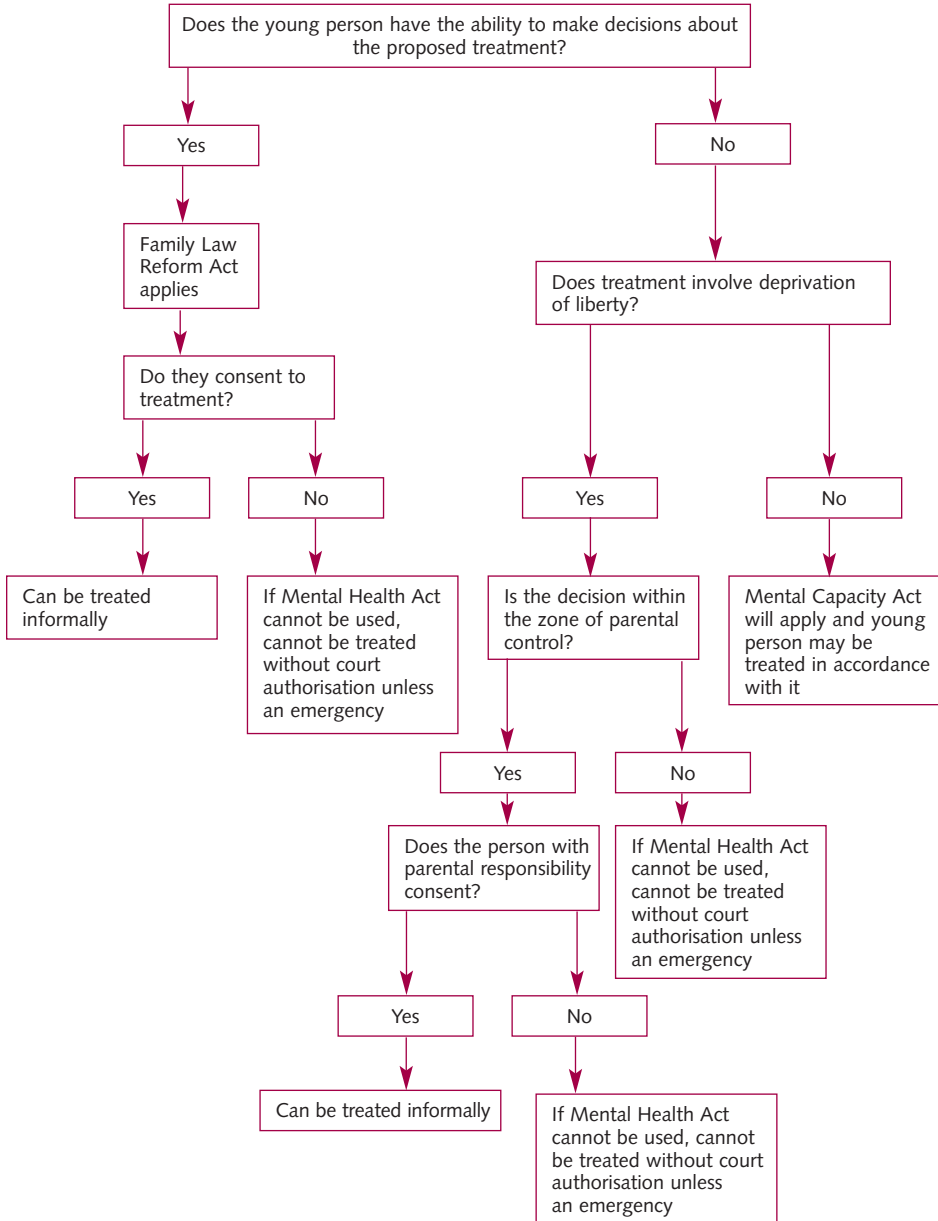 Does the young person have the ability to make decisions about
the proposed treatment?
Yes
No
Family Law
Reform Act
applies
Does treatment involve deprivation
of liberty?
Do they consent to
treatment?
Yes
No
Yes
No
Can be treated
informally
If Mental Health Act
cannot be used,
cannot be treated
without court
authorisation unless
an emergency
Is the decision within
the zone of parental
control?
Mental Capacity Act
will apply and young
person may be
treated in accordance
with it
Yes
No
Does the person with
parental responsibility
consent?
If Mental Health Act
cannot be used,
cannot be treated
without court
authorisation unless
an emergency
Yes
No
Can be treated informally
If Mental Health Act
cannot be used, cannot
be treated without court
authorisation unless
an emergency